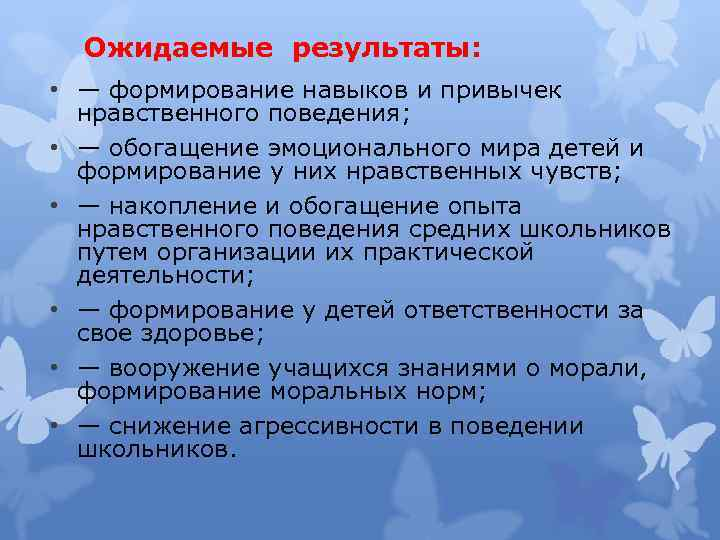 Ожидаемые результаты:
• — формирование навыков и привычек
нравственного поведения;
• — обогащение эмоционального мира детей и
формирование у них нравственных чувств;
• — накопление и обогащение опыта
нравственного поведения средних школьников
путем организации их практической
деятельности;
• — формирование у детей ответственности за
свое здоровье;
• — вооружение учащихся знаниями о морали,
формирование моральных норм;
• — снижение агрессивности в поведении
школьников.